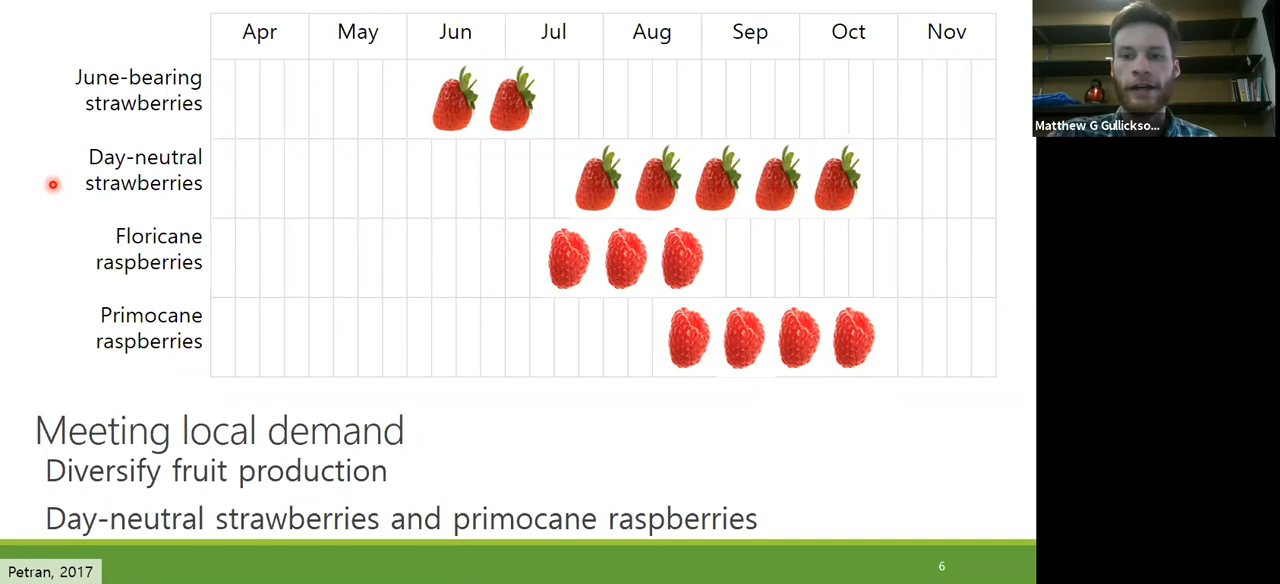 Apr May Jun Jul Aug Sep Oct Nov
June-bearing
strawberries
Day-neutral
strawberries
Floricane
raspberries
Primocane
raspberries
Meeting local demand
Diversify fruit production
Day-neutral strawberries and primocane raspberries
Petran, 2017
6
Matthew G Gullickso...